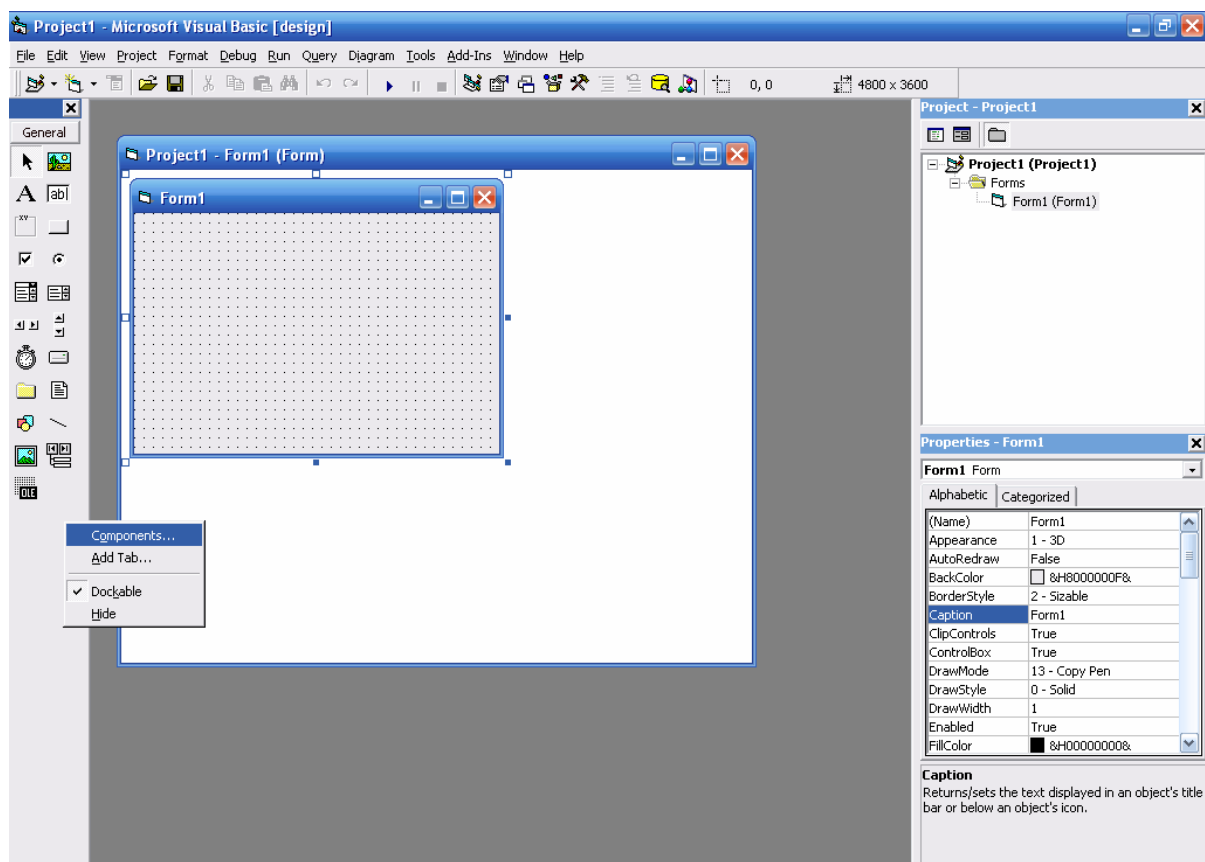 Project1 - Microsoft Visual Basic [design]
File Edit View Project Format Debug Run Query Diagram Tools Add-Ins Window Help
0, 0 4800 x 3600
General
A ab|
XY
OLE
Components...
Add Tab...
Dockable
Hide
Project1 - Form1 (Form)
Form1
Project - Project1
Project1 (Project1)
Forms
Form1 (Form1)
Properties - Form1
Form1 Form
Alphabetic Categorized
(Name) Form1
Appearance 1 - 3D
AutoRedraw False
BackColor &H8000000F&
BorderStyle 2 - Sizable
Caption Form1
ClipControls True
ControlBox True
DrawMode 13 - Copy Pen
DrawStyle 0 - Solid
DrawWidth 1
Enabled True
FillColor &H00000000&
Caption
Returns/sets the text displayed in an object's title
bar or below an object's icon.